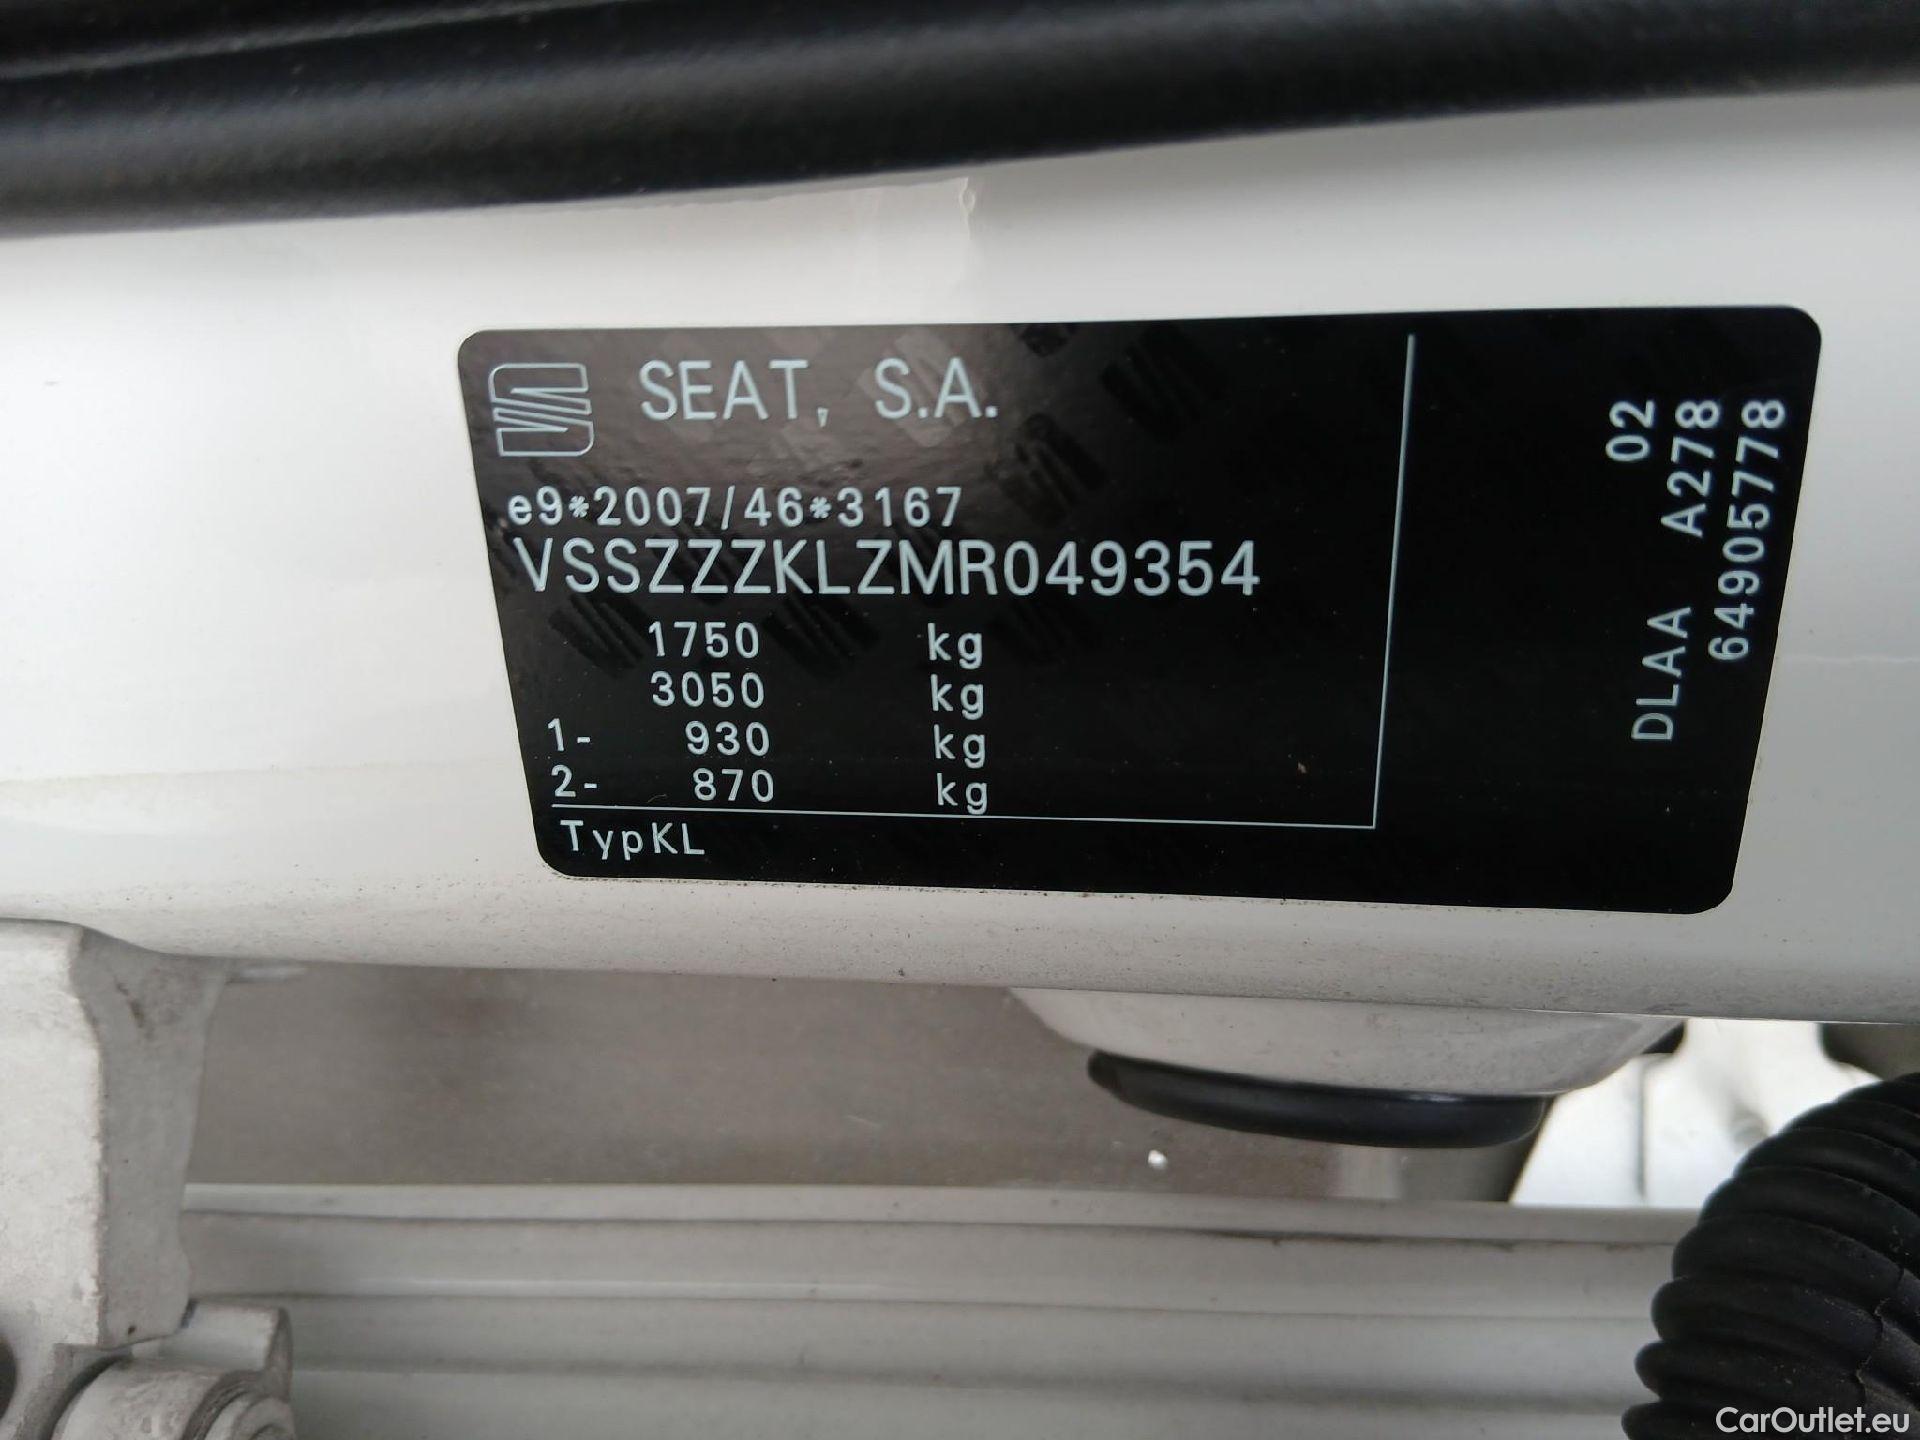 SEAT, S.A.
e9*2007/46*3167
VSSZZZKLZMR049354
1750 kg
3050 kg
1- 930 kg
2- 870 kg
TypKL
02
DLAA A278
64905778
CarOutlet.eu